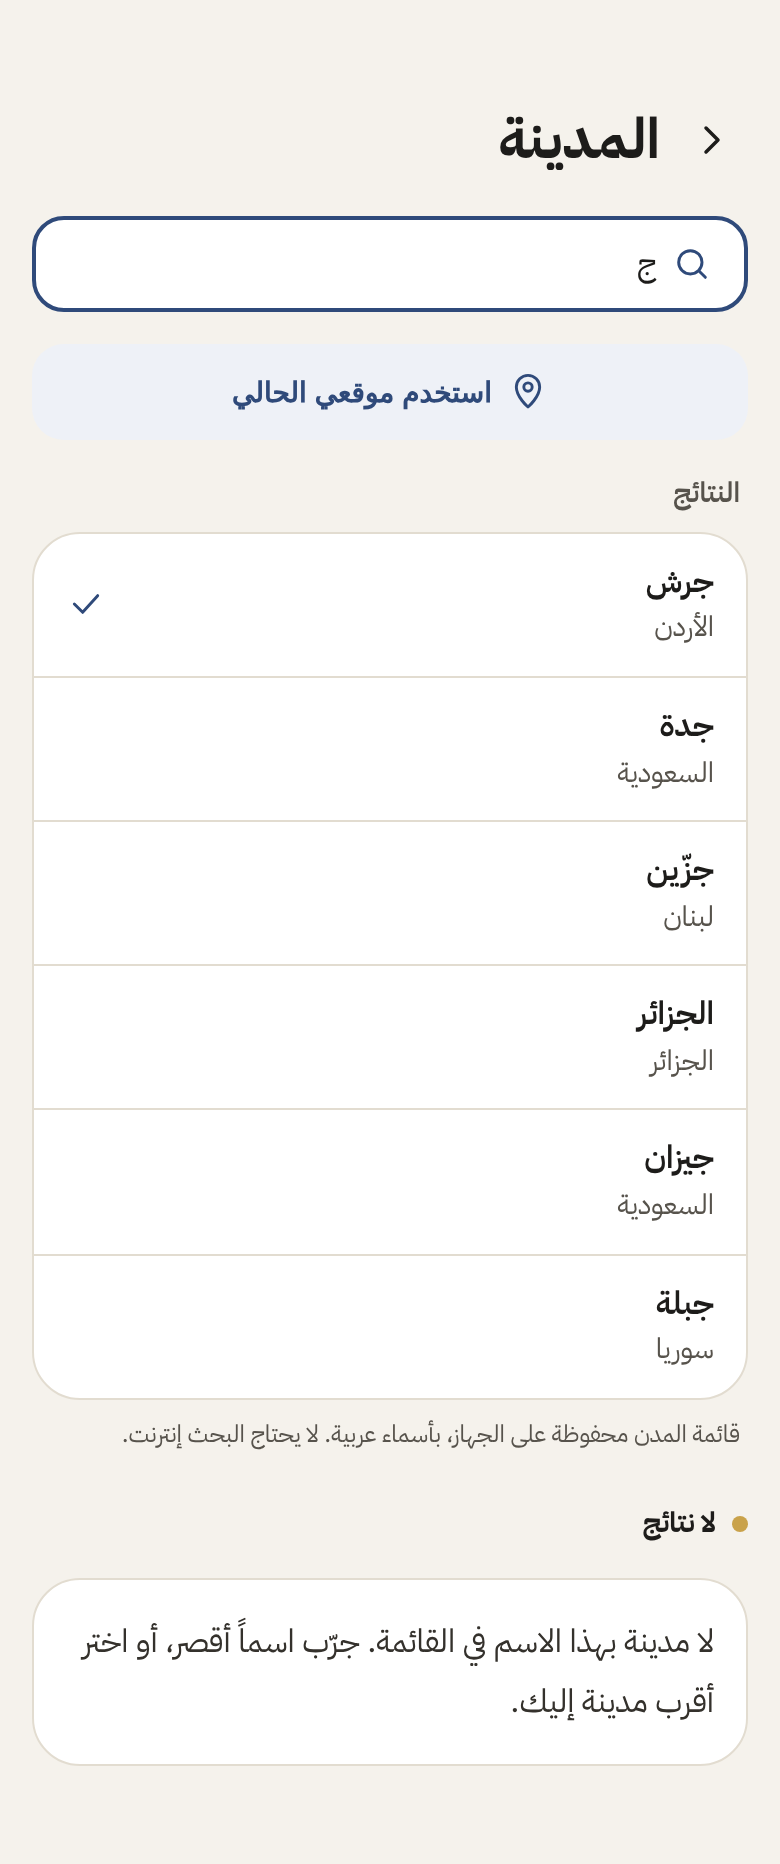 المدينة
ج
استخدم موقعي الحالي
النتائج
جرش
الأردن
جدة
السعودية
جزّين
لبنان
الجزائر
الجزائر
جيزان
السعودية
جبلة
سوريا
قائمة المدن محفوظة على الجهاز، بأسماء عربية. لا يحتاج البحث إنترنت.
لا نتائج
لا مدينة بهذا الاسم في القائمة. جرّب اسماً أقصر، أو اختر
أقرب مدينة إليك.